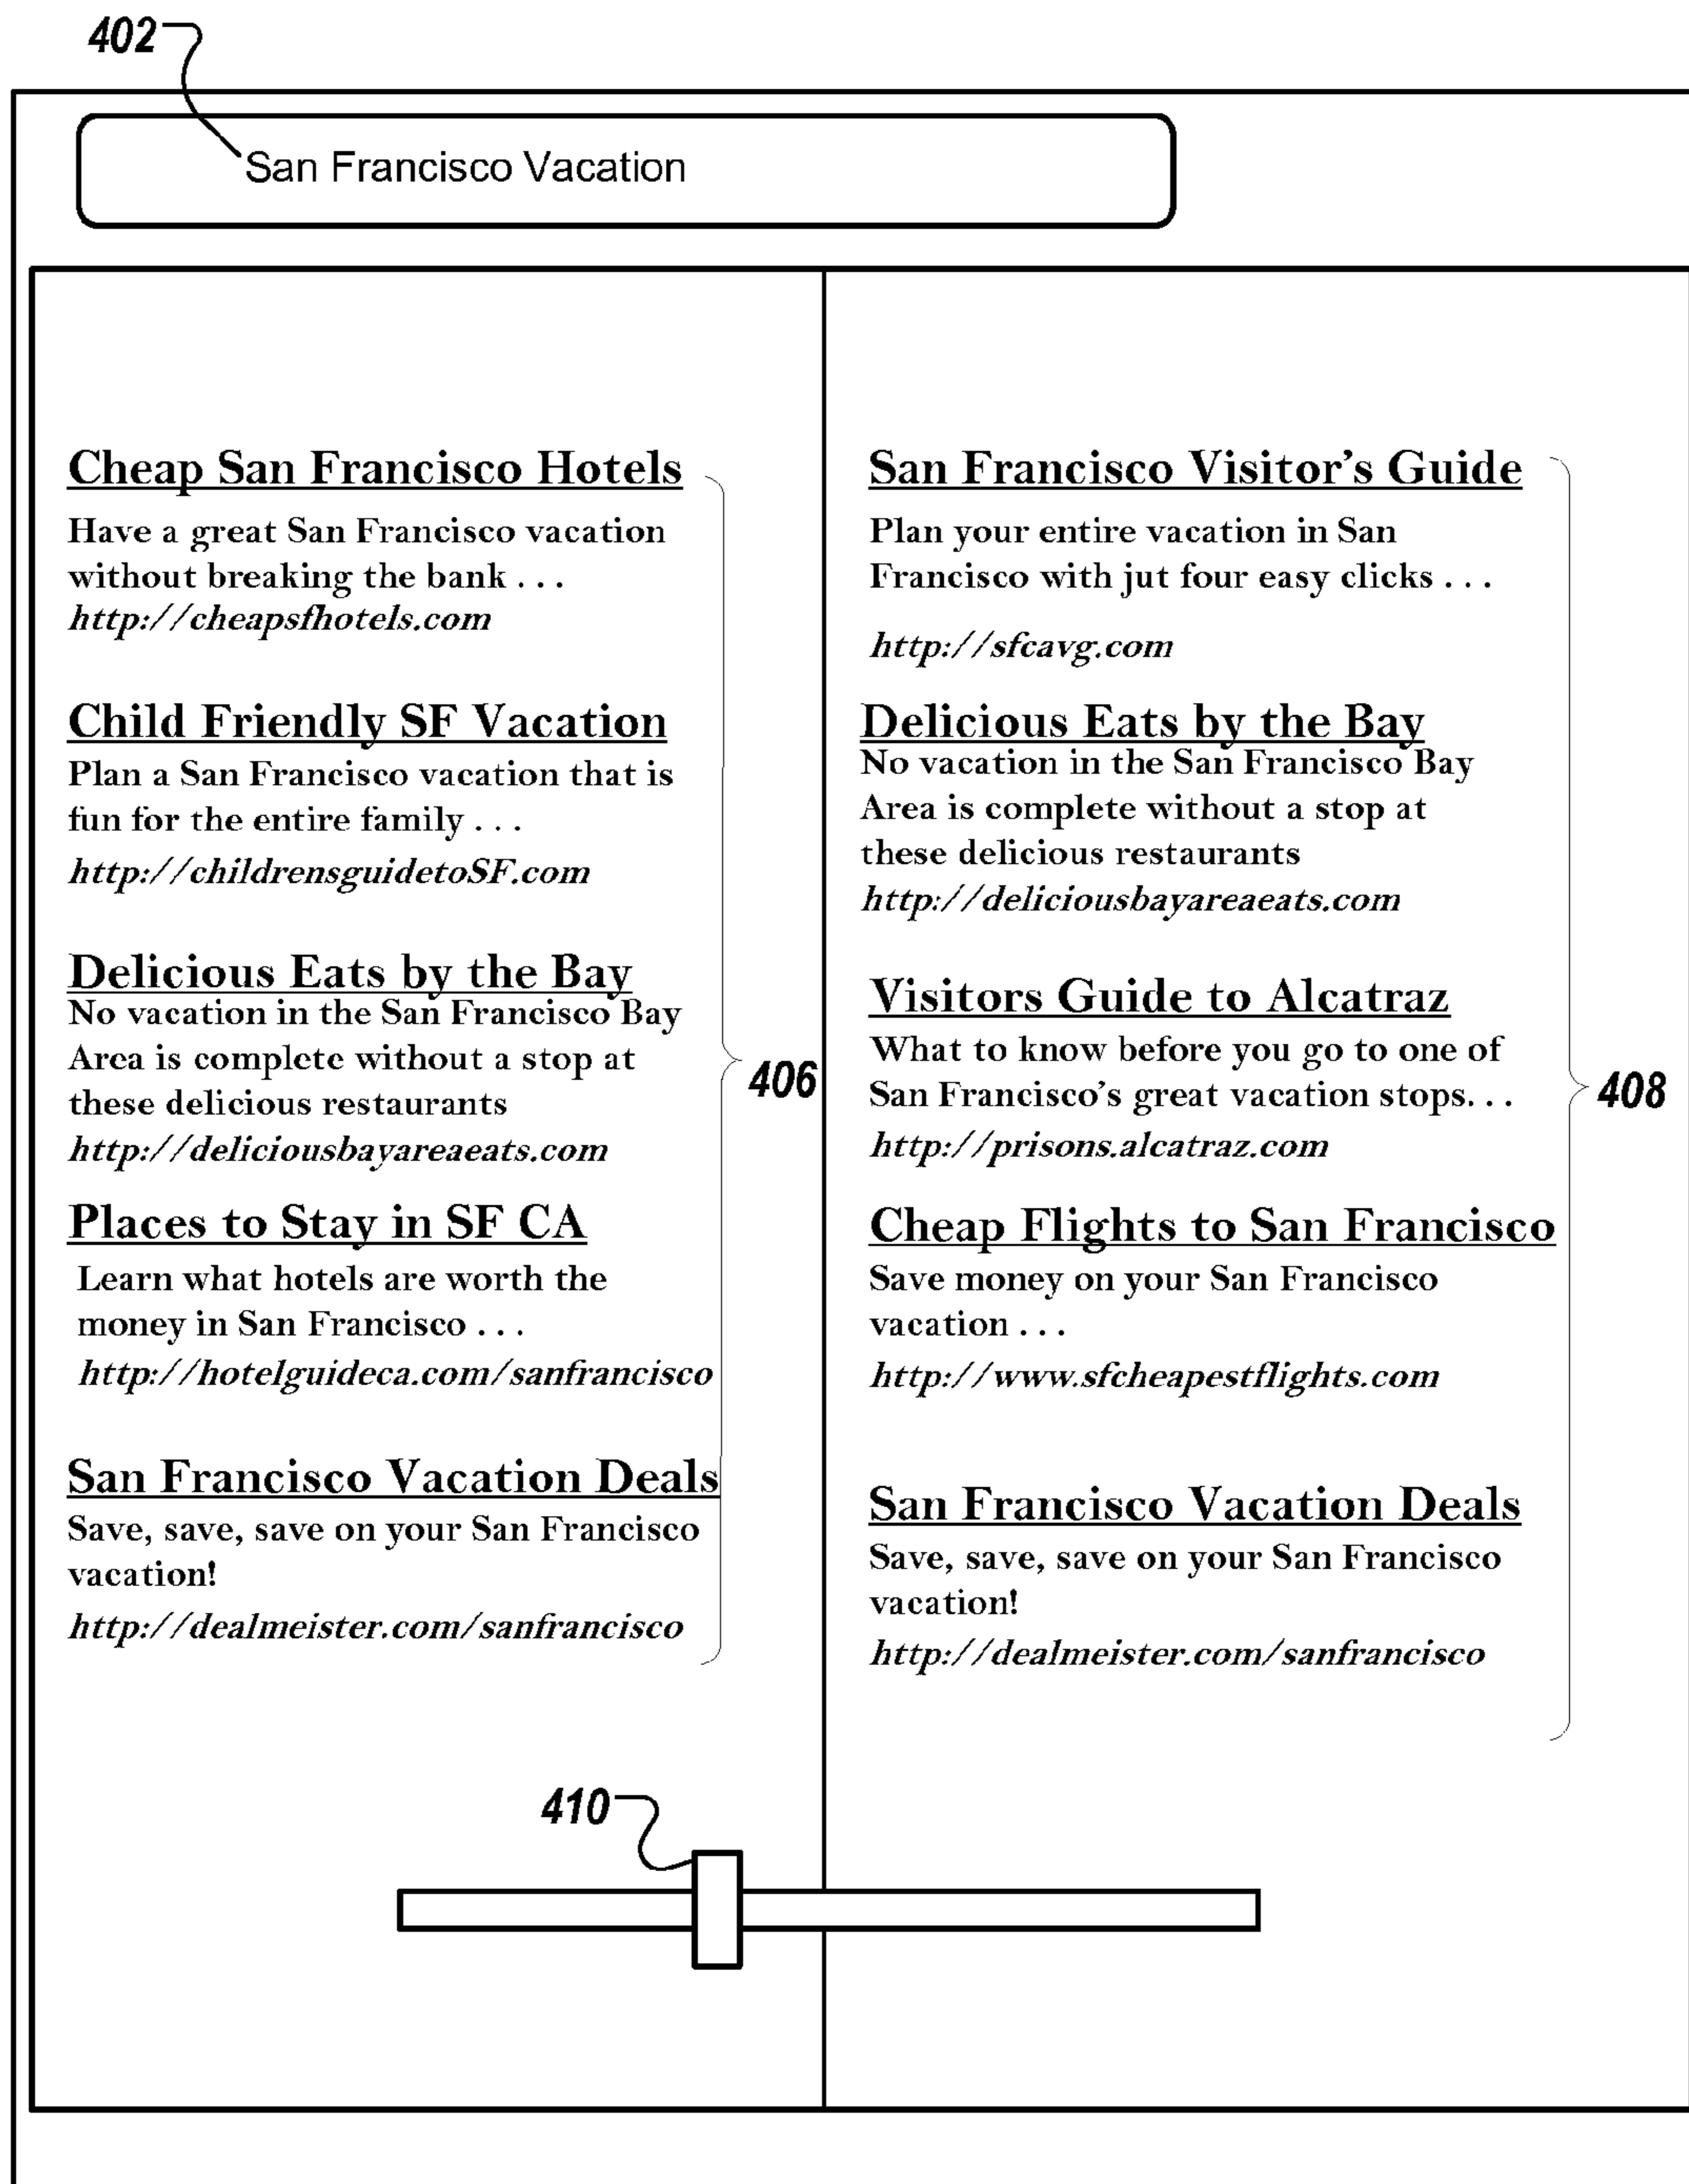 402
San Francisco Vacation
Cheap San Francisco Hotels
Have a great San Francisco vacation
without breaking the bank . . .
http://cheapsfhotels.com
Child Friendly SF Vacation
Plan a San Francisco vacation that is
fun for the entire family . . .
http://childrensguidetoSF.com
Delicious Eats by the Bay
No vacation in the San Francisco Bay
Area is complete without a stop at
these delicious restaurants
http://deliciousbayareaeats.com
Places to Stay in SF CA
Learn what hotels are worth the
money in San Francisco . . .
http://hotelguideca.com/sanfrancisco
San Francisco Vacation Deals
Save, save, save on your San Francisco
vacation!
http://dealmeister.com/sanfrancisco
406
San Francisco Visitor's Guide
Plan your entire vacation in San
Francisco with jut four easy clicks . . .
http://sfcavg.com
Delicious Eats by the Bay
No vacation in the San Francisco Bay
Area is complete without a stop at
these delicious restaurants
http://deliciousbayareaeats.com
Visitors Guide to Alcatraz
What to know before you go to one of
San Francisco's great vacation stops. . .
http://prisons.alcatraz.com
Cheap Flights to San Francisco
Save money on your San Francisco
vacation . . .
http://www.sfcheapestflights.com
San Francisco Vacation Deals
Save, save, save on your San Francisco
vacation!
http://dealmeister.com/sanfrancisco
408
410